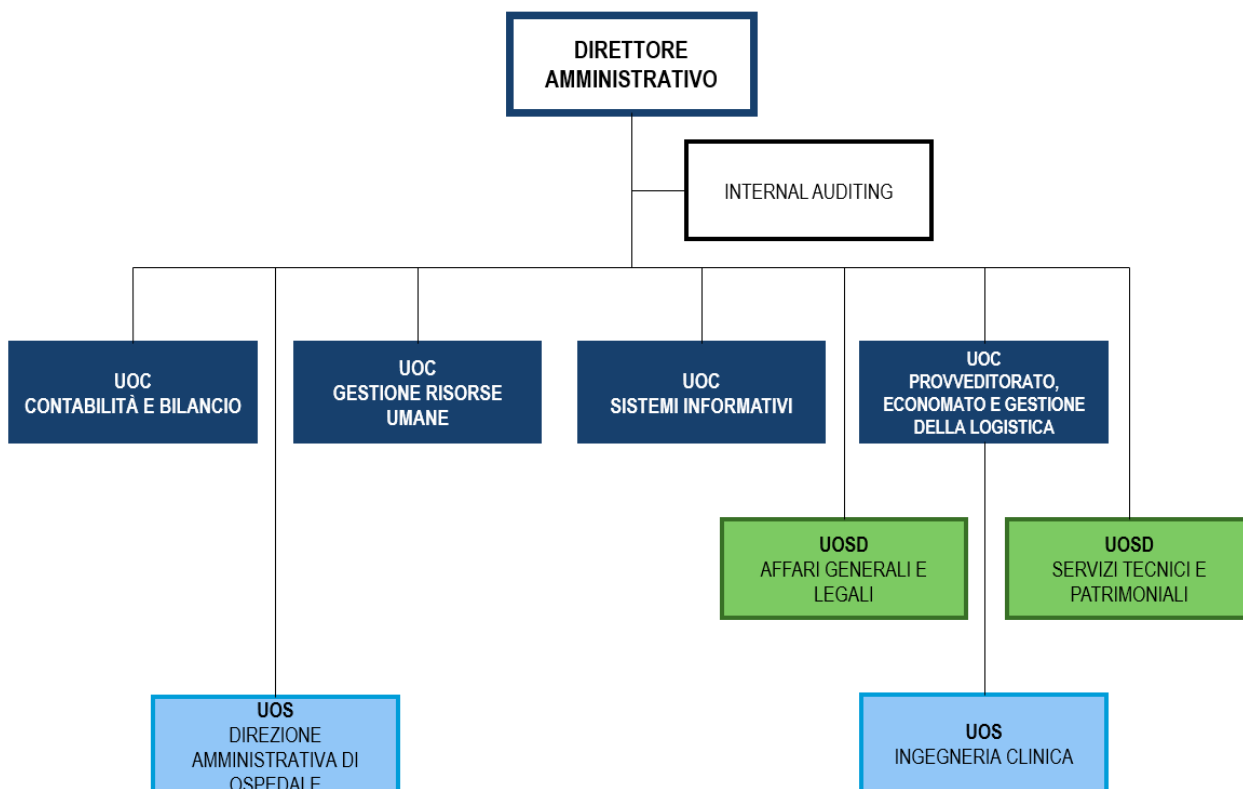 DIRETTORE
AMMINISTRATIVO
INTERNAL AUDITING
UOC
CONTABILITÀ E BILANCIO
UOC
GESTIONE RISORSE
UMANE
UOC
SISTEMI INFORMATIVI
UOC
PROVVEDITORATO,
ECONOMATO E GESTIONE
DELLA LOGISTICA
UOSD
AFFARI GENERALI E
LEGALI
UOSD
SERVIZI TECNICI E
PATRIMONIALI
UOS
DIREZIONE
AMMINISTRATIVA DI
OSPEDALE
UOS
INGEGNERIA CLINICA